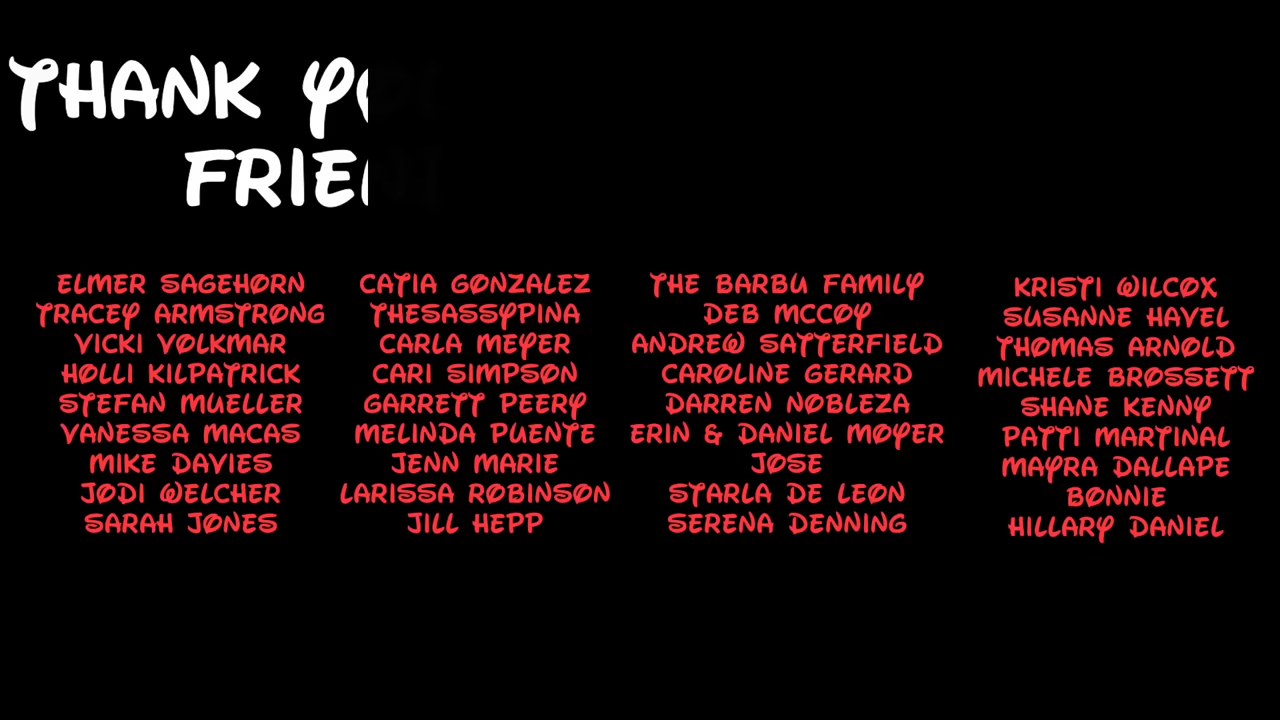 THANK YO
FRIE
ELMER SAGEHORN
TRACEY ARMSTRONG
VICKI VOLKMAR
HOLLI KILPATRICK
STEFAN MUELLER
VANESSA MACAS
MIKE DAVIES
JODI WELCHER
SARAH JONES
CATIA GONZALEZ
THESASSYPINA
CARLA MEYER
CARI SIMPSON
GARRETT PEERY
MELINDA PUENTE
JENN MARIE
LARISSA ROBINSON
JILL HEPP
THE BARBU FAMILY
DEB MCCOY
ANDREW SATTERFIELD
CAROLINE GERARD
DARREN NOBLEZA
ERIN & DANIEL MOYER
JOSE
STARLA DE LEON
SERENA DENNING
KRISTI WILCOX
SUSANNE HAVEL
THOMAS ARNOLD
MICHELE BROSSETT
SHANE KENNY
PATTI MARTINAL
MAYRA DALLAPE
BONNIE
HILLARY DANIEL